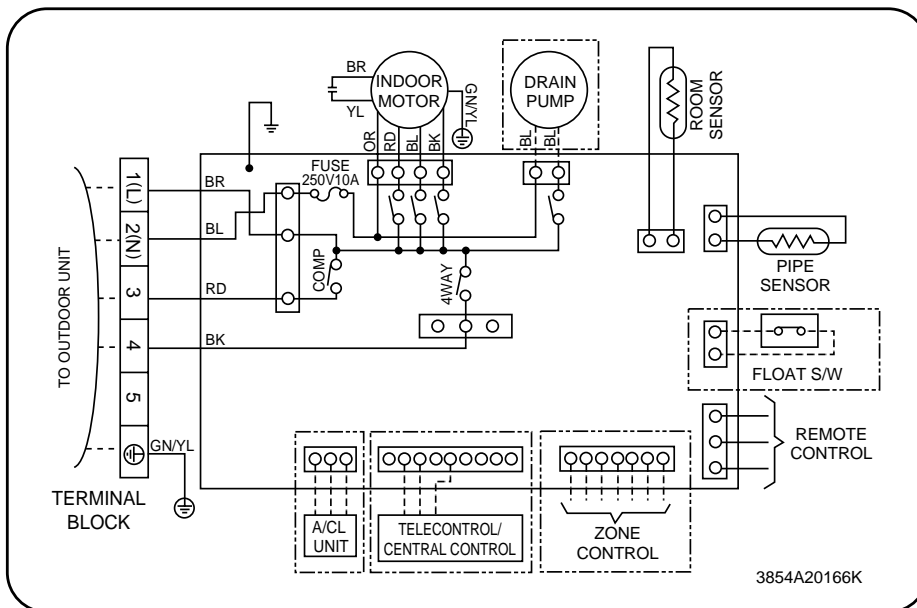 BR
YL
INDOOR
MOTOR
GN/YL
OR
RD
BL
BK
DRAIN
PUMP
BL
BL
ROOM
SENSOR
FUSE
250V10A
TO OUTDOOR UNIT
1(L)
2(N)
3
4
5
BR
BL
RD
BK
GN/YL
COMP
4WAY
PIPE
SENSOR
FLOAT S/W
REMOTE
CONTROL
TERMINAL
BLOCK
A/CL
UNIT
TELECONTROL/
CENTRAL CONTROL
ZONE
CONTROL
3854A20166K